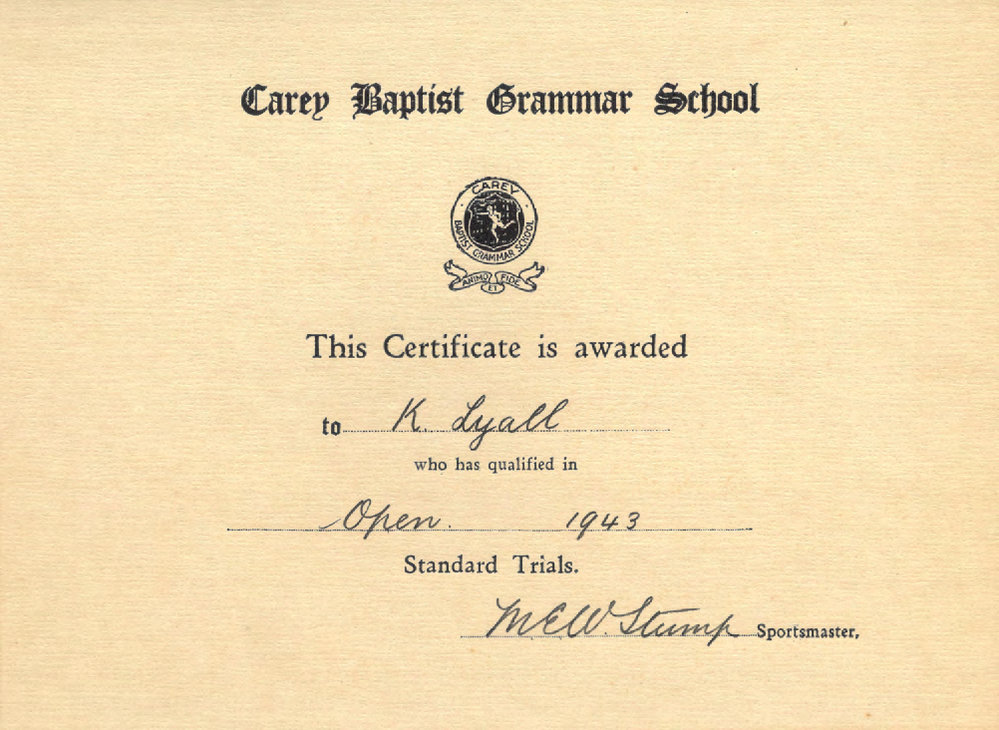 Carey Baptist Grammar School
CAREY
BAPTIST GRAMMAR SCHOOL
ANIMO ET FIDE
This Certificate is awarded
to K. Lyall
who has qualified in
Open. 1943
Standard Trials.
M E W. Stump Sportsmaster,